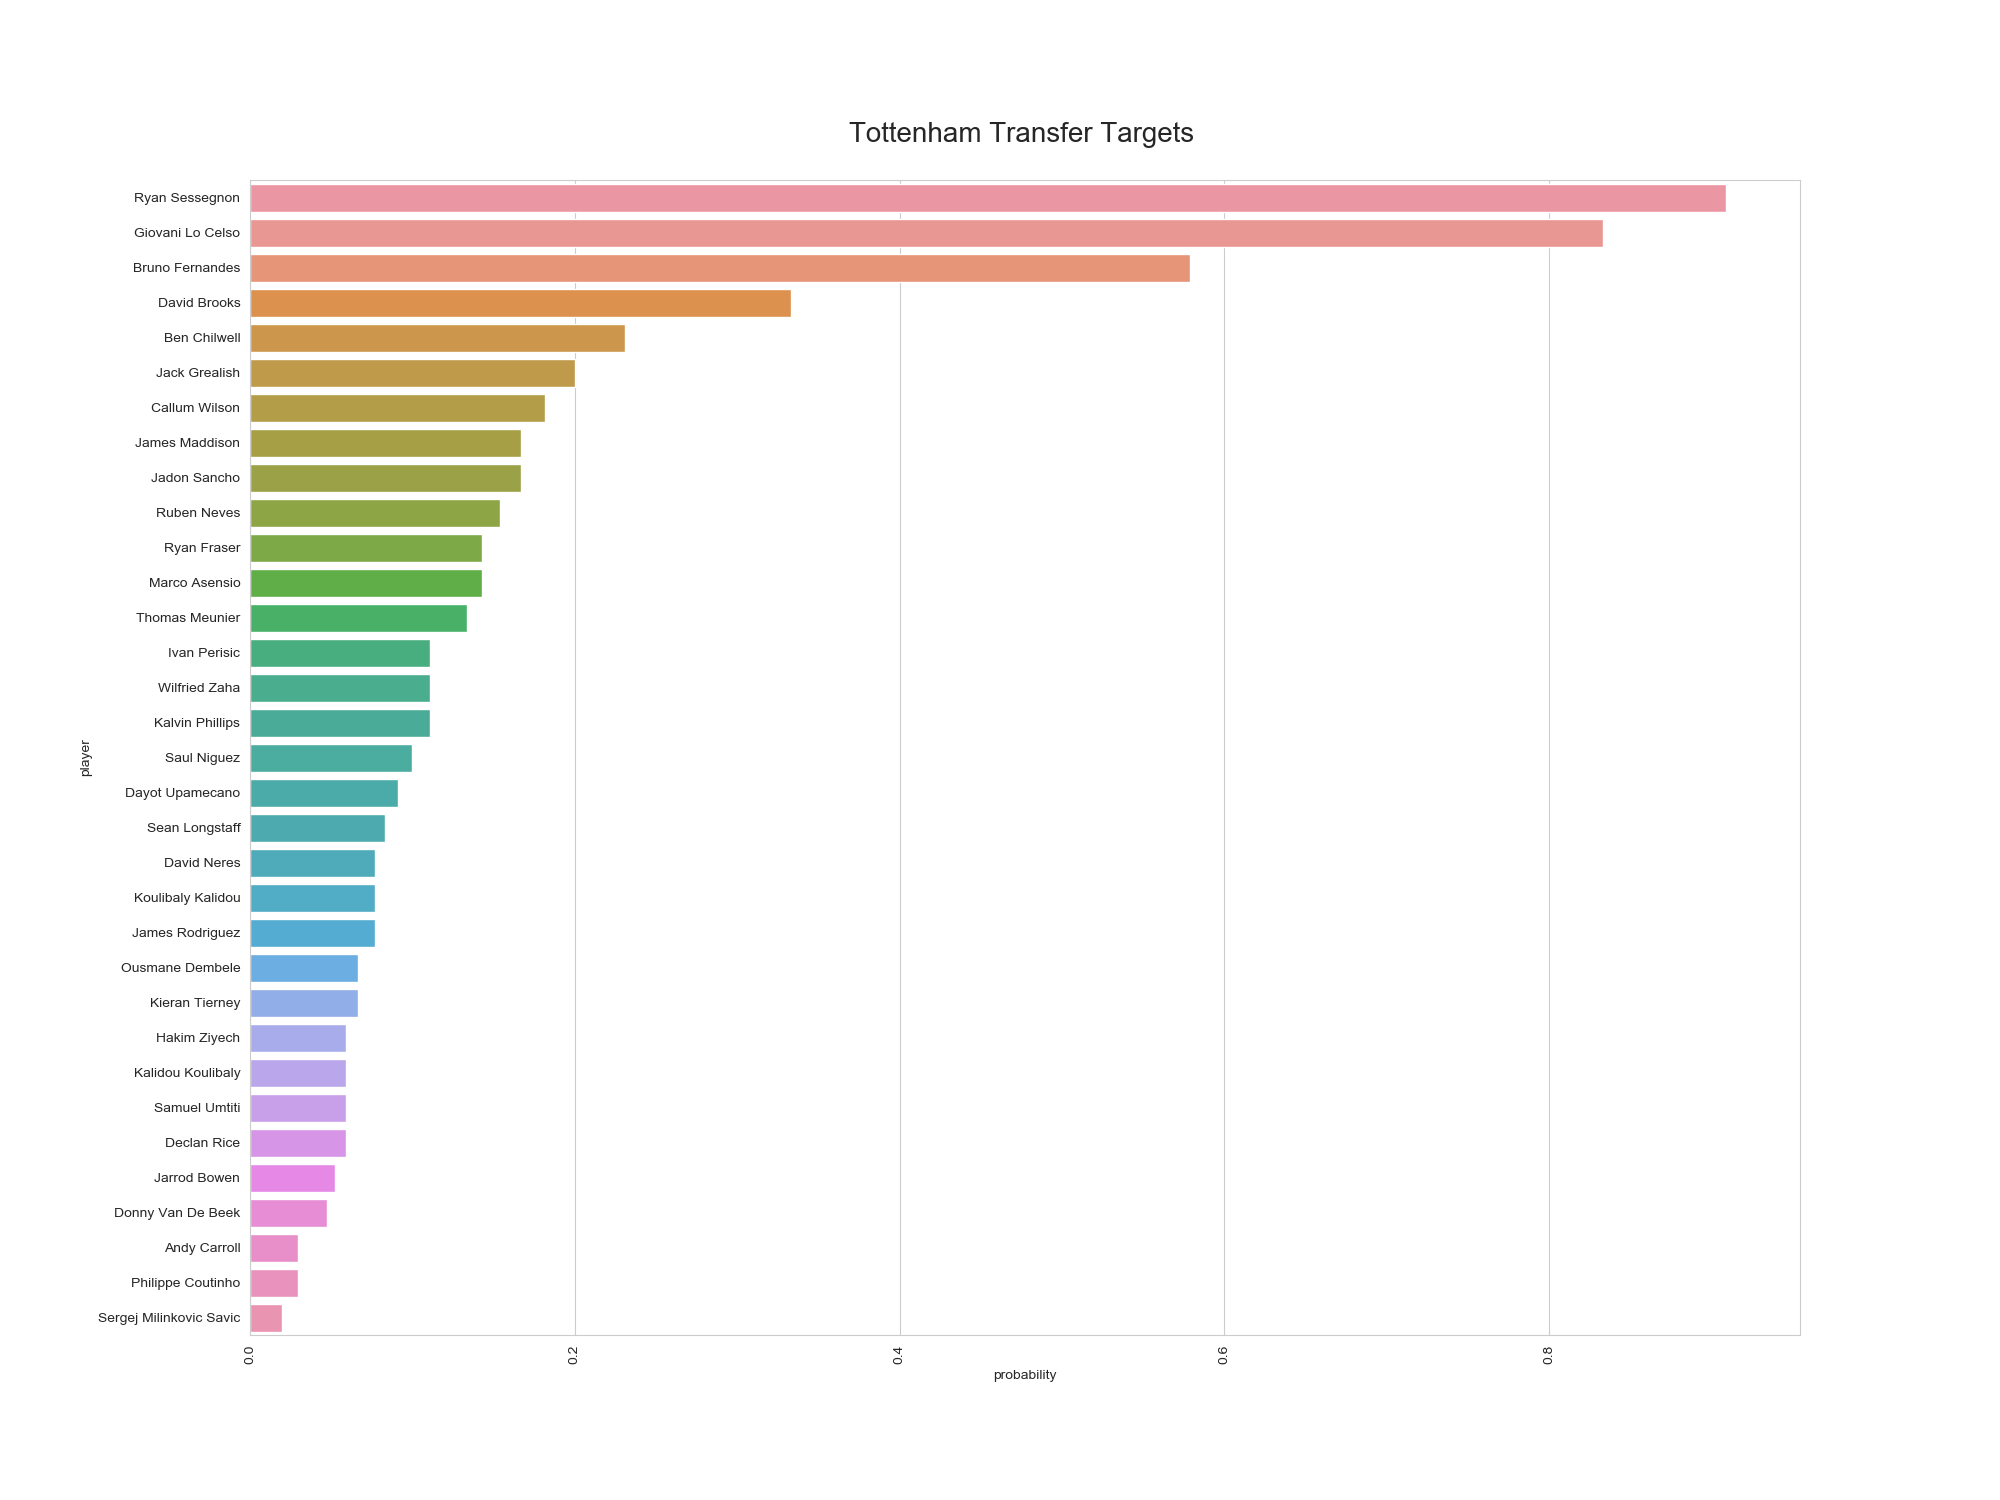 Tottenham Transfer Targets
Ryan Sessegnon
Giovani Lo Celso
Bruno Fernandes
David Brooks
Ben Chilwell
Jack Grealish
Callum Wilson
James Maddison
Jadon Sancho
Ruben Neves
Ryan Fraser
Marco Asensio
Thomas Meunier
Ivan Perisic
Wilfried Zaha
Kalvin Phillips
Saul Niguez
Dayot Upamecano
Sean Longstaff
David Neres
Koulibaly Kalidou
James Rodriguez
Ousmane Dembele
Kieran Tierney
Hakim Ziyech
Kalidou Koulibaly
Samuel Umtiti
Declan Rice
Jarrod Bowen
Donny Van De Beek
Andy Carroll
Philippe Coutinho
Sergej Milinkovic Savic
player
0.0 0.2 0.4 0.6 0.8
probability